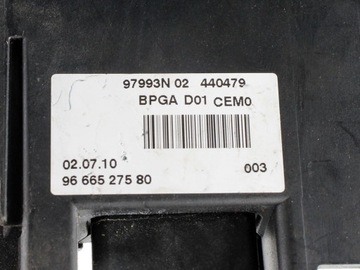 97993N 02 440479
BPGA D01 CEM0
02.07.10 003
96 665 275 80